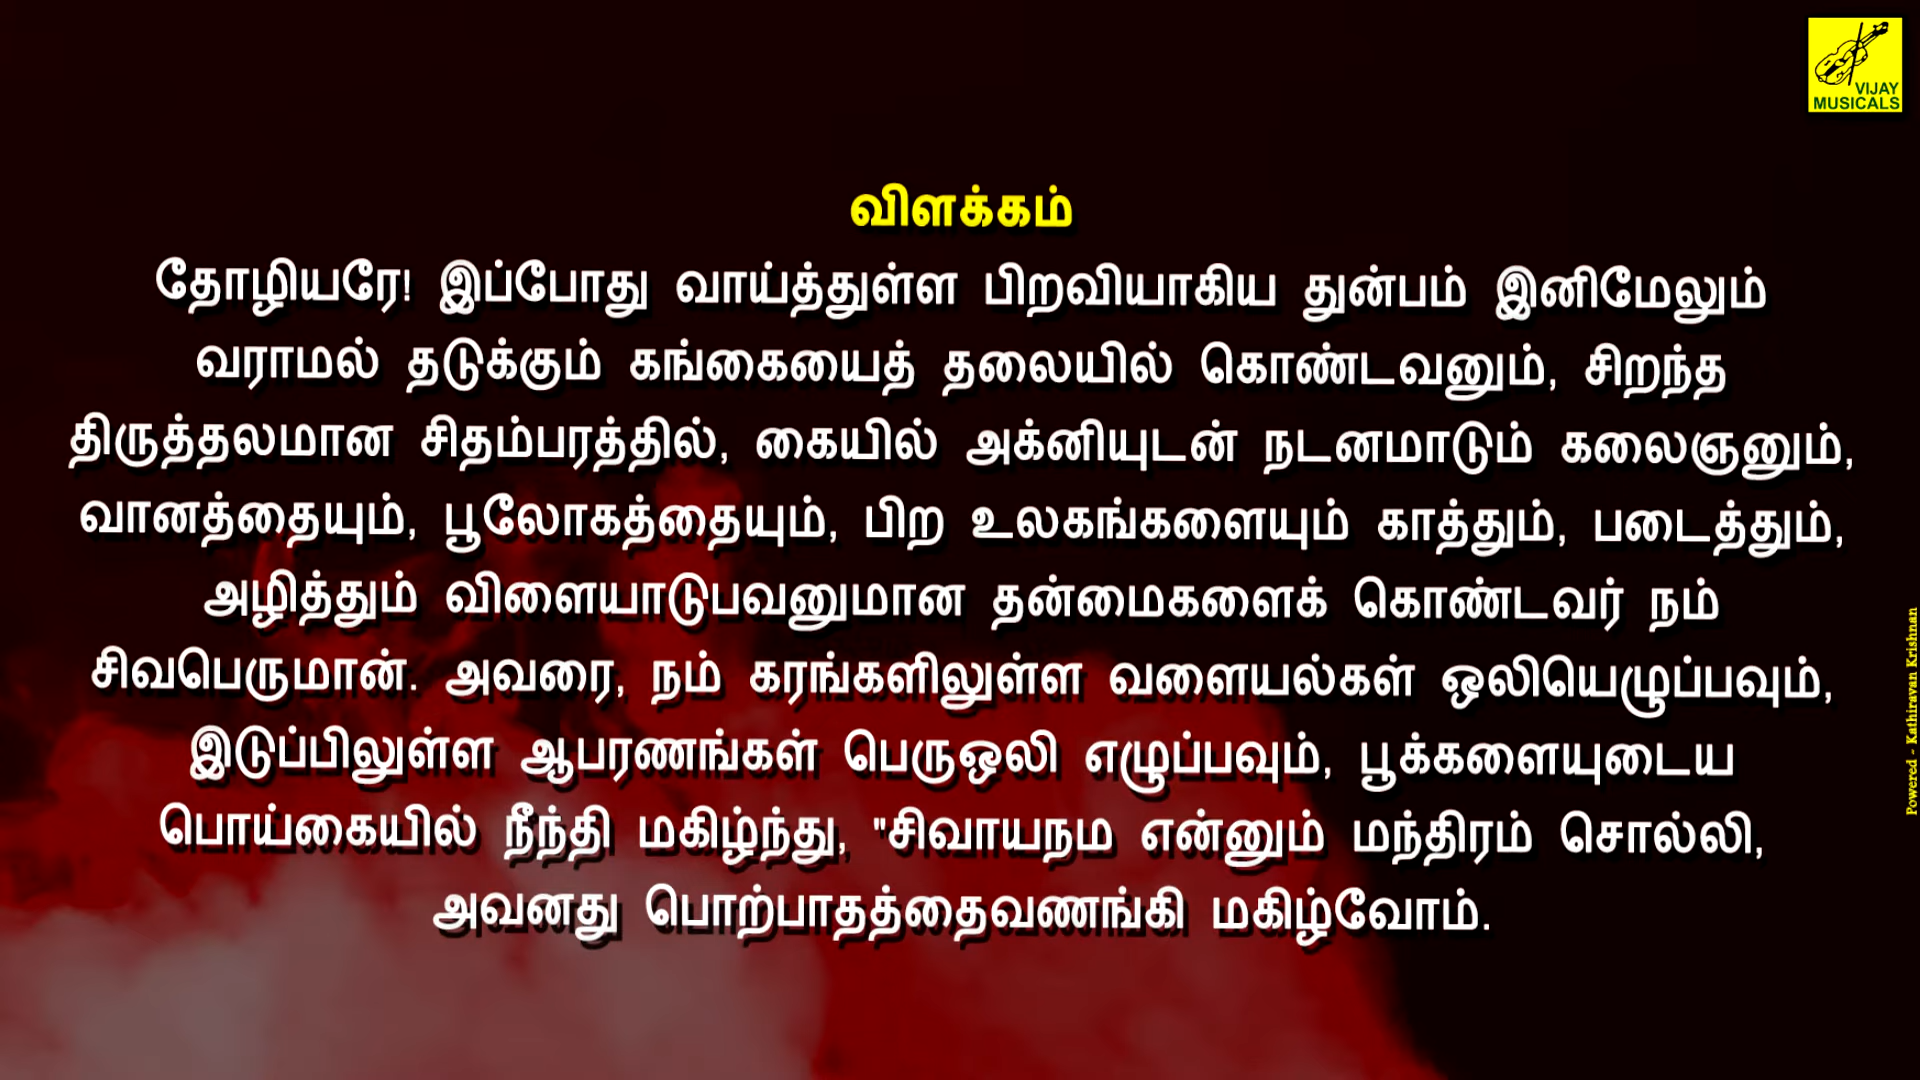 VIJAY
MUSICALS
விளக்கம்
தோழியரே! இப்போது வாய்த்துள்ள பிறவியாகிய துன்பம் இனிமேலும்
வராமல் தடுக்கும் கங்கையைத் தலையில் கொண்டவனும், சிறந்த
திருத்தலமான சிதம்பரத்தில், கையில் அக்னியுடன் நடனமாடும் கலைஞனும்,
வானத்தையும், பூலோகத்தையும், பிற உலகங்களையும் காத்தும், படைத்தும்,
அழித்தும் விளையாடுபவனுமான தன்மைகளைக் கொண்டவர் நம்
சிவபெருமான். அவரை, நம் கரங்களிலுள்ள வளையல்கள் ஒலியெழுப்பவும்,
இடுப்பிலுள்ள ஆபரணங்கள் பெருஒலி எழுப்பவும், பூக்களையுடைய
பொய்கையில் நீந்தி மகிழ்ந்து, "சிவாயநம என்னும் மந்திரம் சொல்லி,
அவனது பொற்பாதத்தைவணங்கி மகிழ்வோம்.
Powered - Kathiravan Krishnan